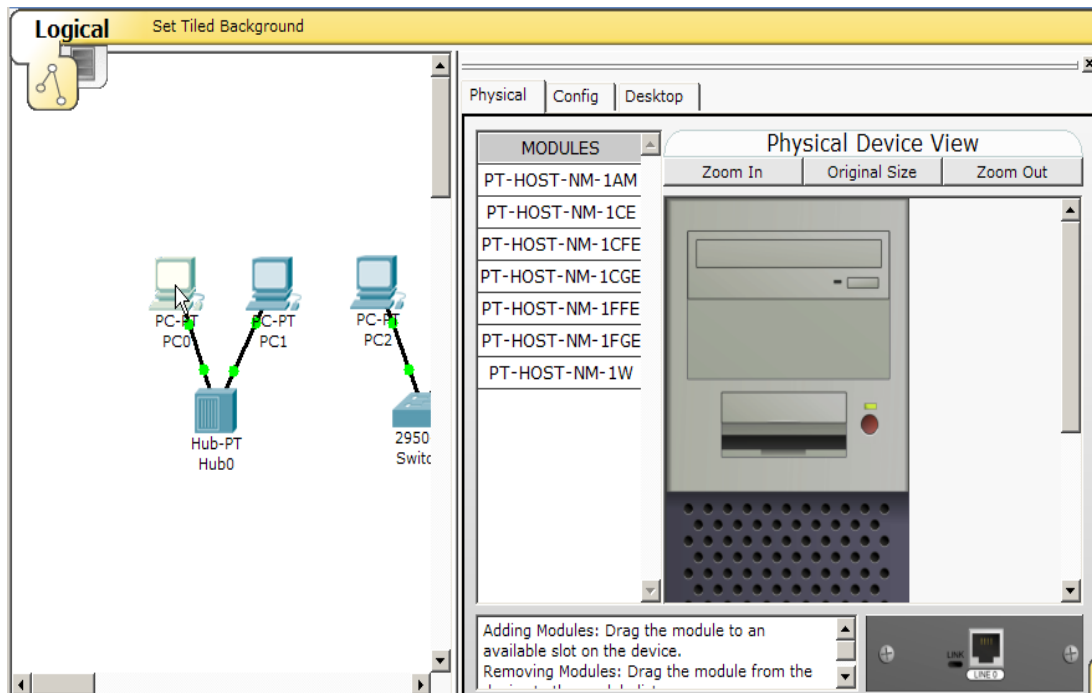 Logical
Set Tiled Background
PC-PT
PC0
PC-PT
PC1
PC-PT
PC2
Hub-PT
Hub0
2950
Switc
Physical
Config
Desktop
MODULES
PT-HOST-NM-1AM
PT-HOST-NM-1CE
PT-HOST-NM-1CFE
PT-HOST-NM-1CGE
PT-HOST-NM-1FFE
PT-HOST-NM-1FGE
PT-HOST-NM-1W
Physical Device View
Zoom In
Original Size
Zoom Out
Adding Modules: Drag the module to an
available slot on the device.
Removing Modules: Drag the module from the
LINK
LINE 0